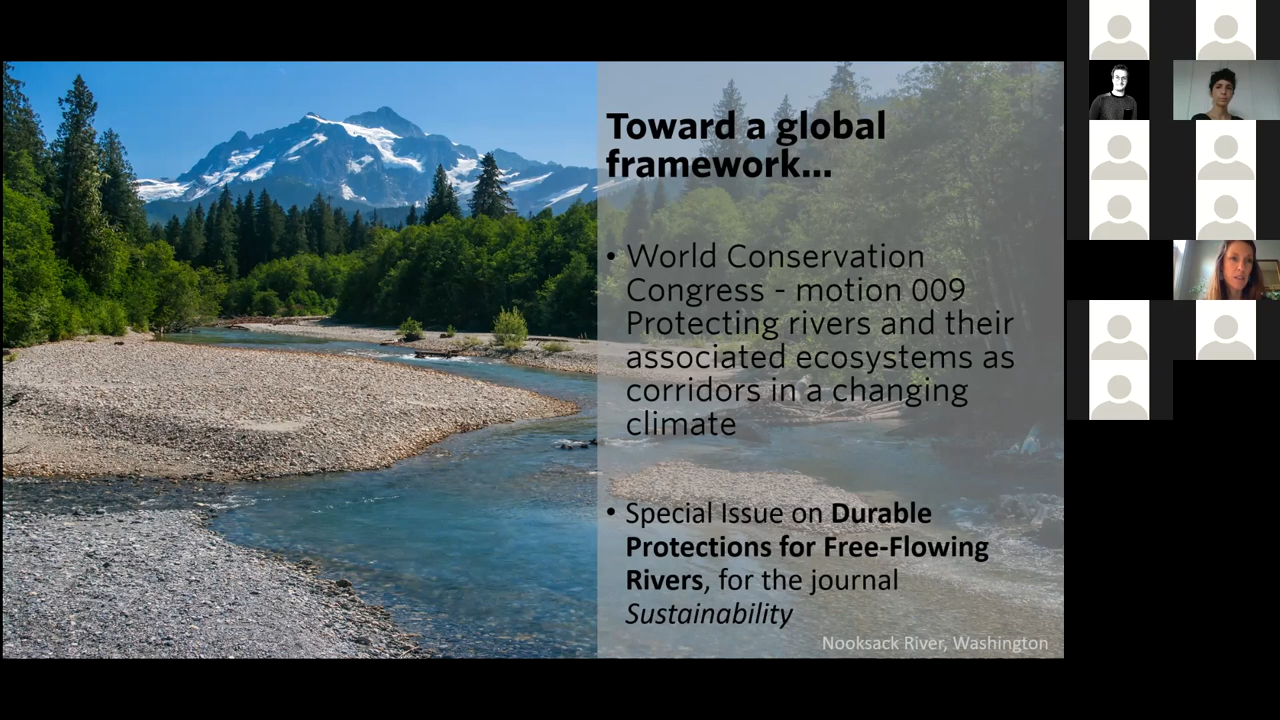 Toward a global
framework...
• World Conservation
Congress - motion 009
Protecting rivers and their
associated ecosystems as
corridors in a changing
climate
• Special Issue on Durable
Protections for Free-Flowing
Rivers, for the journal
Sustainability
Nooksack River, Washington